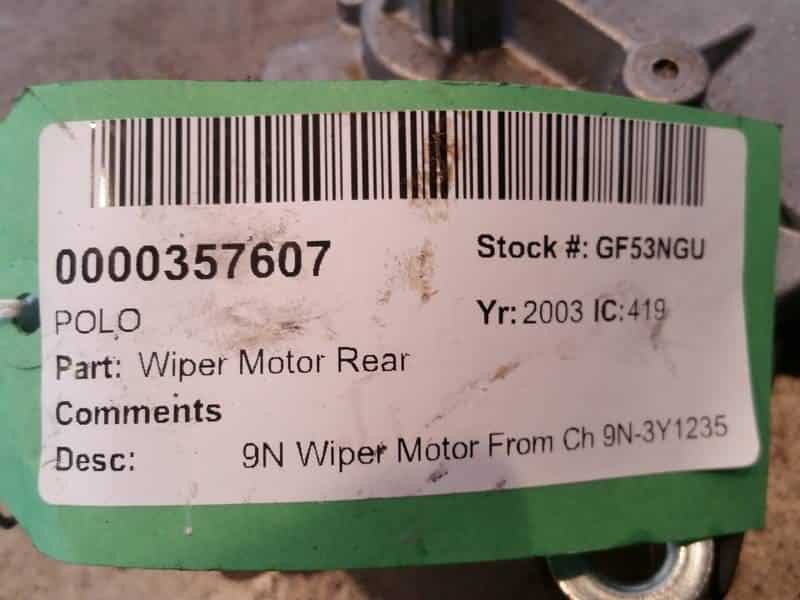 0000357607
Stock #: GF53NGU
POLO
Yr: 2003 IC: 419
Part: Wiper Motor Rear
Comments
Desc: 9N Wiper Motor From Ch 9N-3Y1235